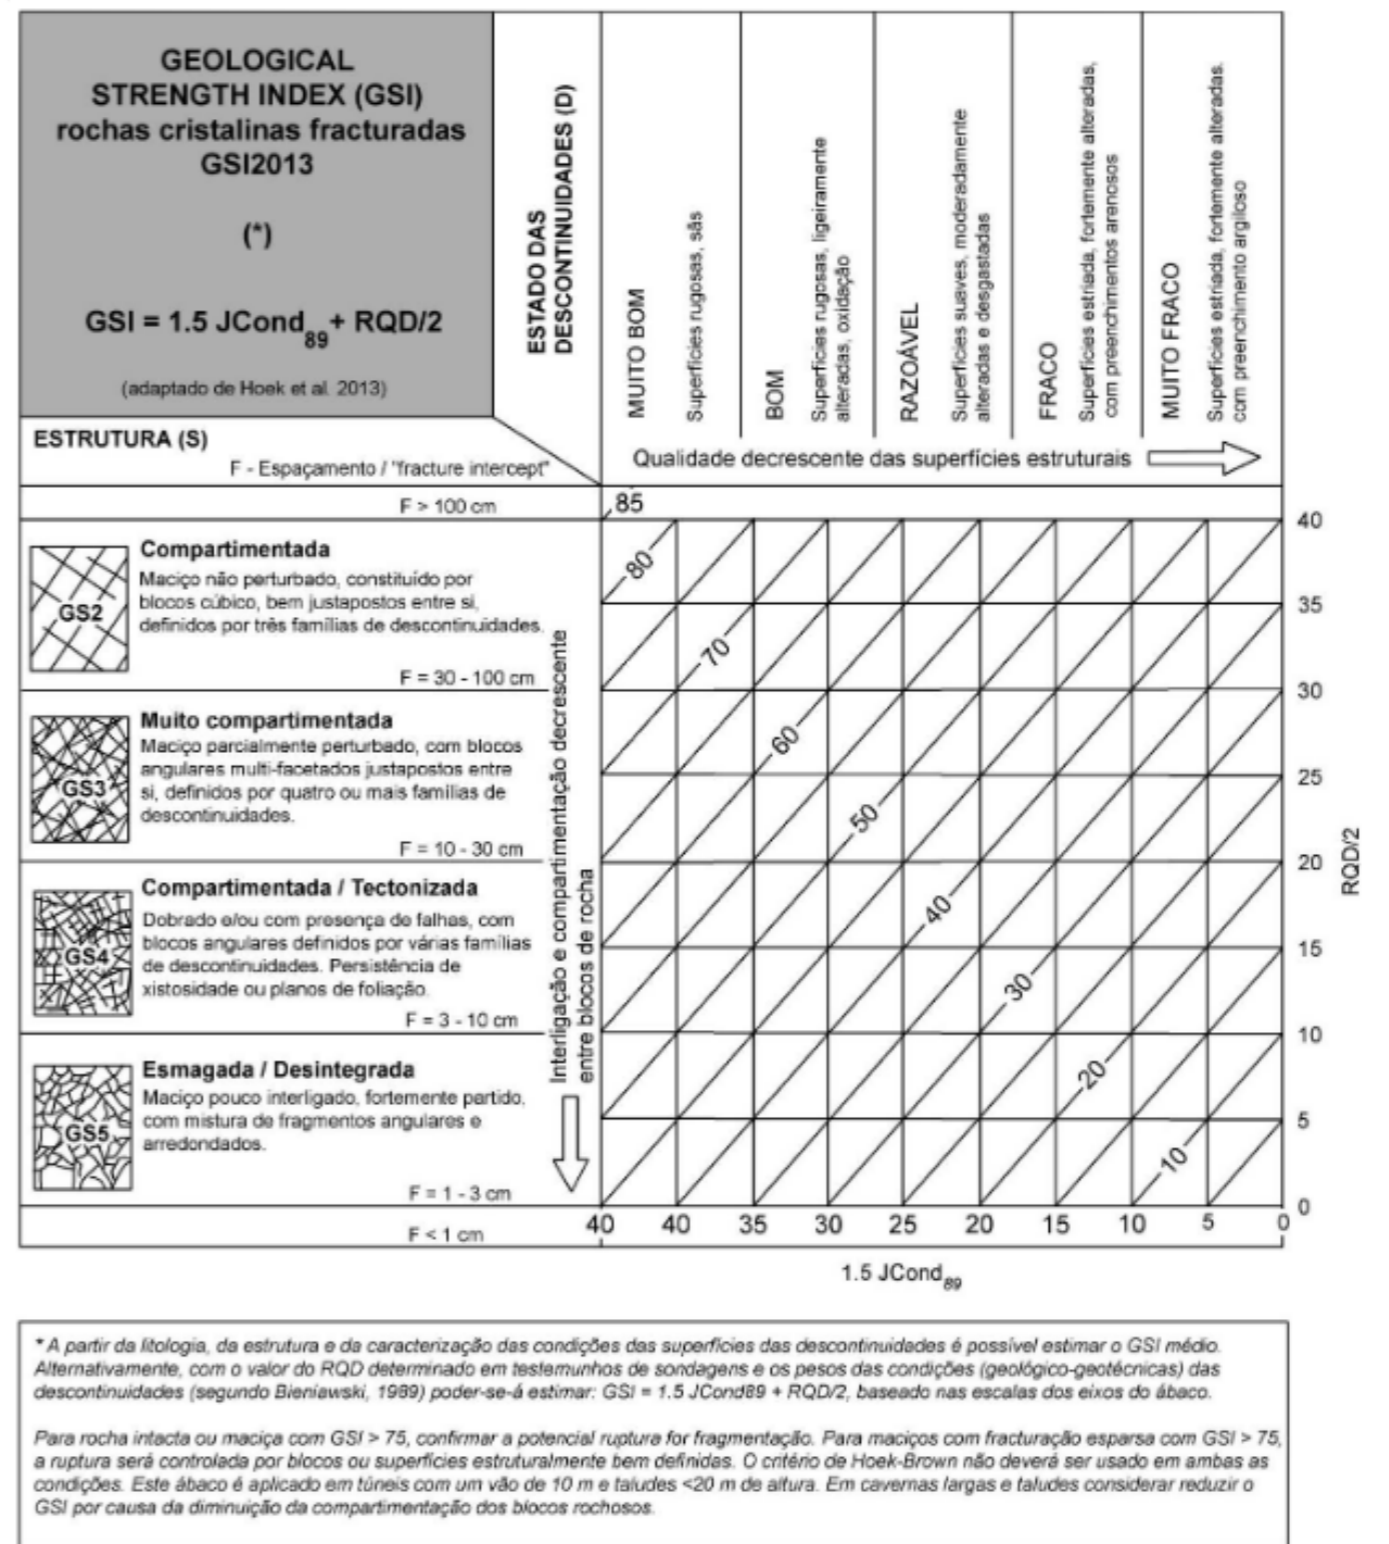 GEOLOGICAL
STRENGTH INDEX (GSI)
rochas cristalinas fracturadas
GSI2013
(*)
GSI = 1.5 JCond89 + RQD/2
(adaptado de Hoek et al. 2013)
ESTADO DAS
DESCONTINUIDADES (D)
MUITO BOM
Superfícies rugosas, sãs
BOM
Superfícies rugosas, ligeiramente
alteradas, oxidação
RAZOÁVEL
Superfícies suaves, moderadamente
alteradas e desgastadas
FRACO
Superfícies estriada, fortemente alteradas,
com preenchimentos arenosos
MUITO FRACO
Superfícies estriada, fortemente alteradas.
com preenchimento argiloso
ESTRUTURA (S)
F - Espaçamento / "fracture intercept"
Qualidade decrescente das superfícies estruturais
F > 100 cm
85
GS2
Compartimentada
Maciço não perturbado, constituído por
blocos cúbico, bem justapostos entre si,
definidos por três famílias de descontinuidades.
F = 30 - 100 cm
GS3
Muito compartimentada
Maciço parcialmente perturbado, com blocos
angulares multi-facetados justapostos entre
si, definidos por quatro ou mais famílias de
descontinuidades.
F = 10 - 30 cm
GS4
Compartimentada / Tectonizada
Dobrado e/ou com presença de falhas, com
blocos angulares definidos por várias famílias
de descontinuidades. Persistência de
xistosidade ou planos de foliação.
F = 3 - 10 cm
GS5
Esmagada / Desintegrada
Maciço pouco interligado, fortemente partido,
com mistura de fragmentos angulares e
arredondados.
F = 1 - 3 cm
F < 1 cm
Interligação e compartimentação decrescente
entre blocos de rocha
80
70
60
50
40
30
20
10
40
35
30
25
20
15
10
5
0
RQD/2
40 40 35 30 25 20 15 10 5 0
1.5 JCond89
* A partir da litologia, da estrutura e da caracterização das condições das superfícies das descontinuidades é possível estimar o GSI médio.
Alternativamente, com o valor do RQD determinado em testemunhos de sondagens e os pesos das condições (geológico-geotécnicas) das
descontinuidades (segundo Bieniawski, 1989) poder-se-á estimar: GSI = 1.5 JCond89 + RQD/2, baseado nas escalas dos eixos do ábaco.
Para rocha intacta ou maciça com GSI > 75, confirmar a potencial ruptura for fragmentação. Para maciços com fracturação esparsa com GSI > 75,
a ruptura será controlada por blocos ou superfícies estruturalmente bem definidas. O critério de Hoek-Brown não deverá ser usado em ambas as
condições. Este ábaco é aplicado em túneis com um vão de 10 m e taludes <20 m de altura. Em cavernas largas e taludes considerar reduzir o
GSI por causa da diminuição da compartimentação dos blocos rochosos.